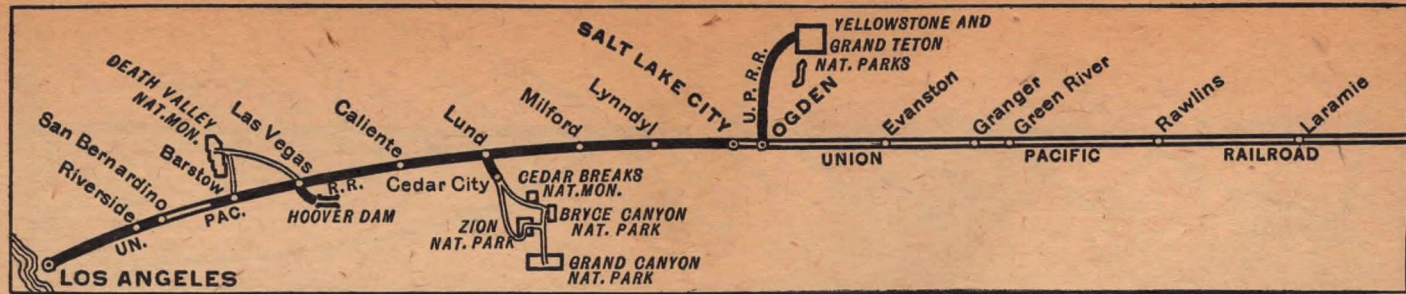 YELLOWSTONE AND
GRAND TETON
NAT. PARKS
U.P. R.R.
SALT LAKE CITY
OGDEN
Evanston
Granger
Green River
Rawlins
Laramie
UNION PACIFIC RAILROAD
DEATH VALLEY
NAT. MON.
Las Vegas
Caliente
Lund
Milford
Lynndyl
San Bernardino
Barstow
Riverside
UN. PAC. R.R.
HOOVER DAM
Cedar City
CEDAR BREAKS
NAT. MON.
ZION
NAT. PARK
BRYCE CANYON
NAT. PARK
GRAND CANYON
NAT. PARK
LOS ANGELES